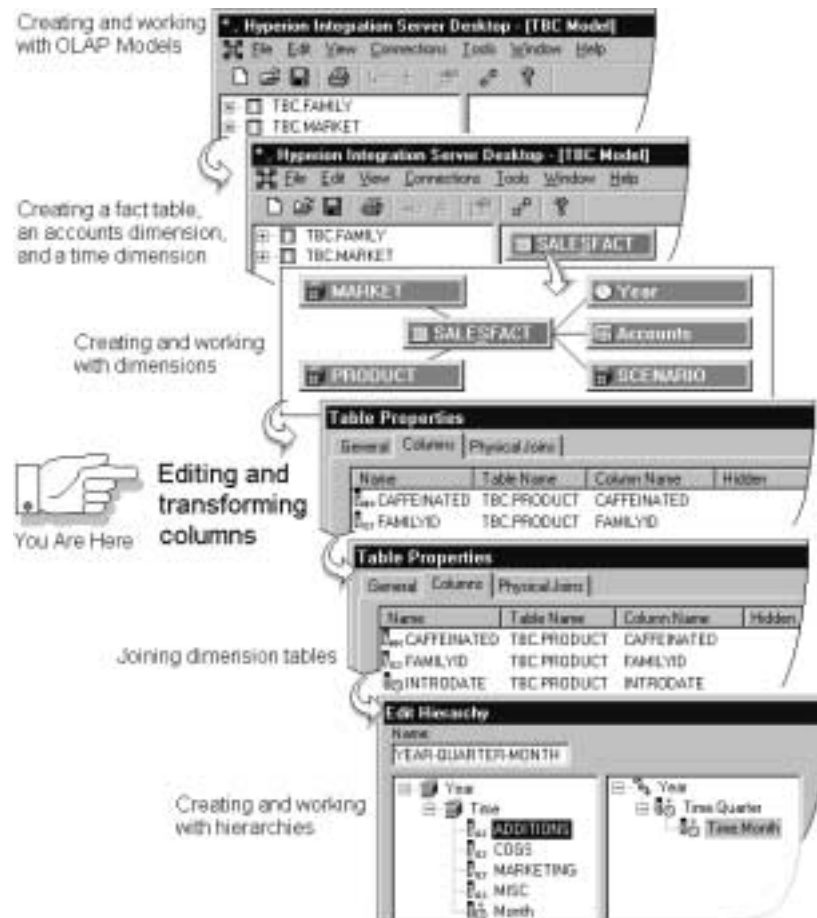 Creating and working
with OLAP Models
Hyperion Integration Server Desktop - [TBC Model]
File Edit View Connections Tools Window Help
TBC.FAMILY
TBC.MARKET
Creating a fact table,
an accounts dimension,
and a time dimension
Hyperion Integration Server Desktop - [TBC Model]
File Edit View Connections Tools Window Help
TBC.FAMILY
TBC.MARKET
SALESFACT
Creating and working
with dimensions
MARKET
Year
SALESFACT
Accounts
PRODUCT
SCENARIO
You Are Here
Editing and
transforming
columns
Table Properties
General Columns Physical Joins
Name Table Name Column Name Hidden
CAFFEINATED TBC.PRODUCT CAFFEINATED
FAMILYID TBC.PRODUCT FAMILYID
Joining dimension tables
Table Properties
General Columns Physical Joins
Name Table Name Column Name Hidden
CAFFEINATED TBC.PRODUCT CAFFEINATED
FAMILYID TBC.PRODUCT FAMILYID
INTRODATE TBC.PRODUCT INTRODATE
Creating and working
with hierarchies
Edit Hierarchy
Name
YEAR-QUARTER-MONTH
Year
Time
ADDITIONS
COGS
MARKETING
MISC
Month
Year
Time.Quarter
Time.Month